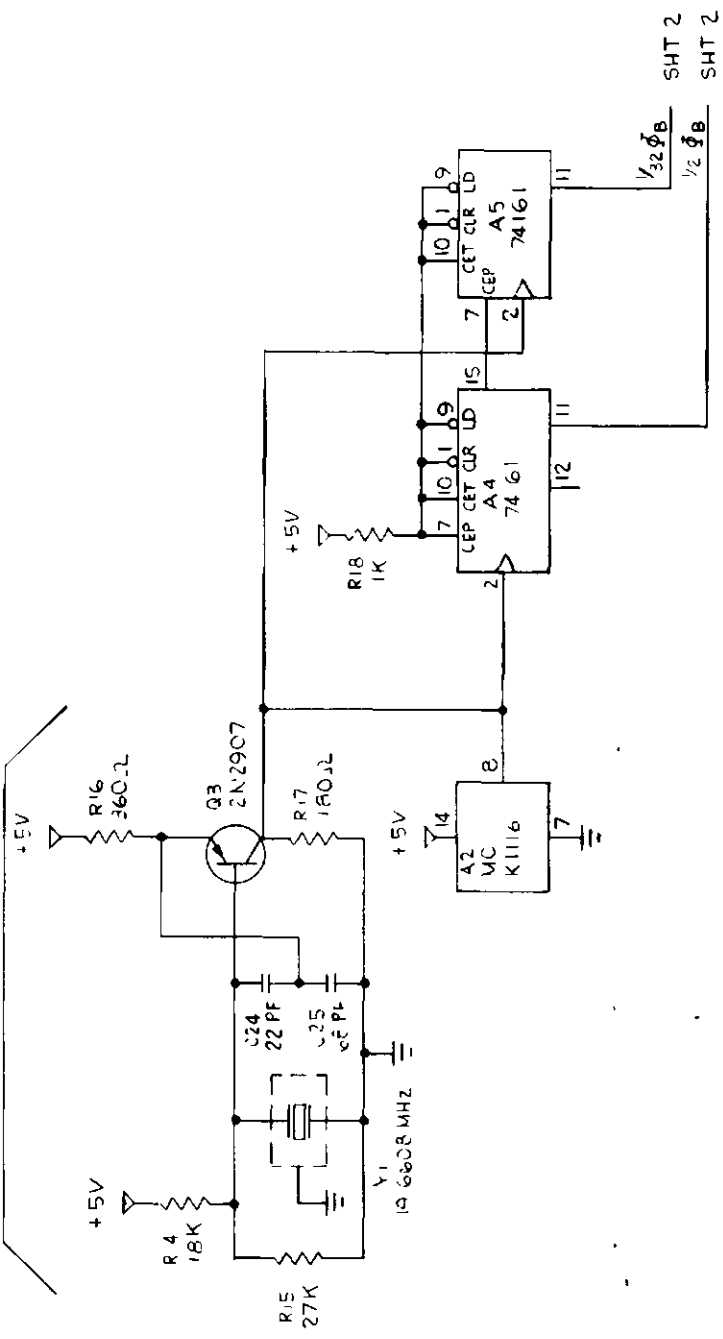 +5V
R16
360Ω
Q3
2N2907
R17
180Ω
+5V
R 4
18K
R15
27K
C24
22 PF
C25
PF
Y1
19 6608 MHZ
+5V
14
A2
MC
K1116
8
7
+5V
R18
1K
7 10 1 9
CEP CET CLR LD
A4
74 61
2
15
11
12
10 1 9
CET CLR LD
CEP
A5
74161
7
2
11
1/32 ΦB SHT 2
1/2 ΦB SHT 2